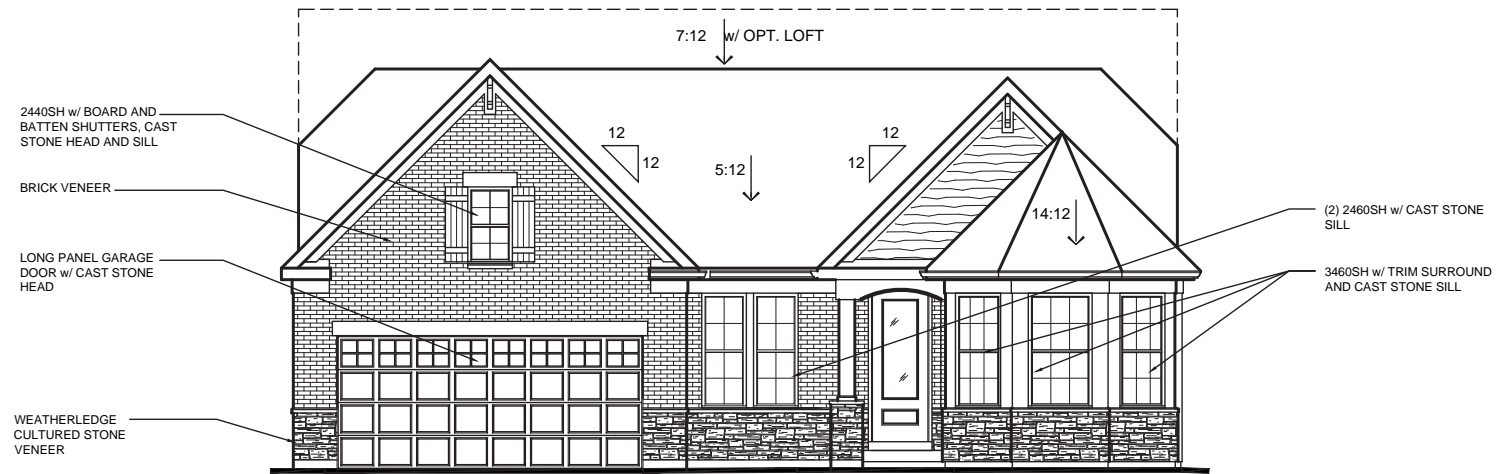 7:12 w/ OPT. LOFT
2440SH w/ BOARD AND
BATTEN SHUTTERS, CAST
STONE HEAD AND SILL
BRICK VENEER
LONG PANEL GARAGE
DOOR w/ CAST STONE
HEAD
WEATHERLEDGE
CULTURED STONE
VENEER
12
12
5:12
12
12
14:12
(2) 2460SH w/ CAST STONE
SILL
3460SH w/ TRIM SURROUND
AND CAST STONE SILL